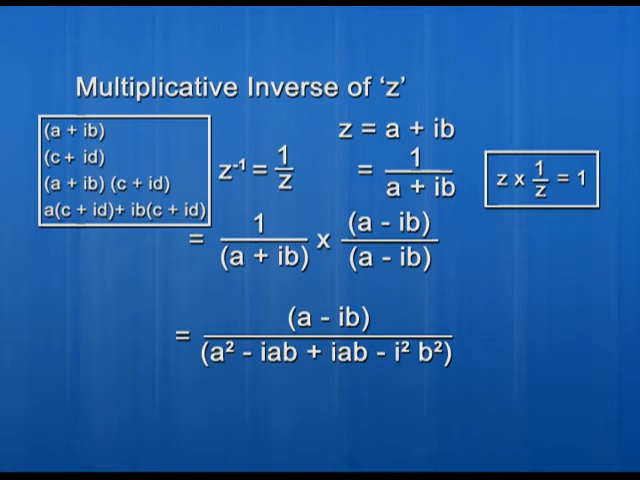 Multiplicative Inverse of ‘z’
(a + ib)
(c + id)
(a + ib) (c + id)
a(c + id)+ ib(c + id)
z = a + ib
z⁻¹ = 1/z = 1/(a + ib)
z x 1/z = 1
= 1/(a + ib) x (a - ib)/(a - ib)
= (a - ib)/(a² - iab + iab - i² b²)